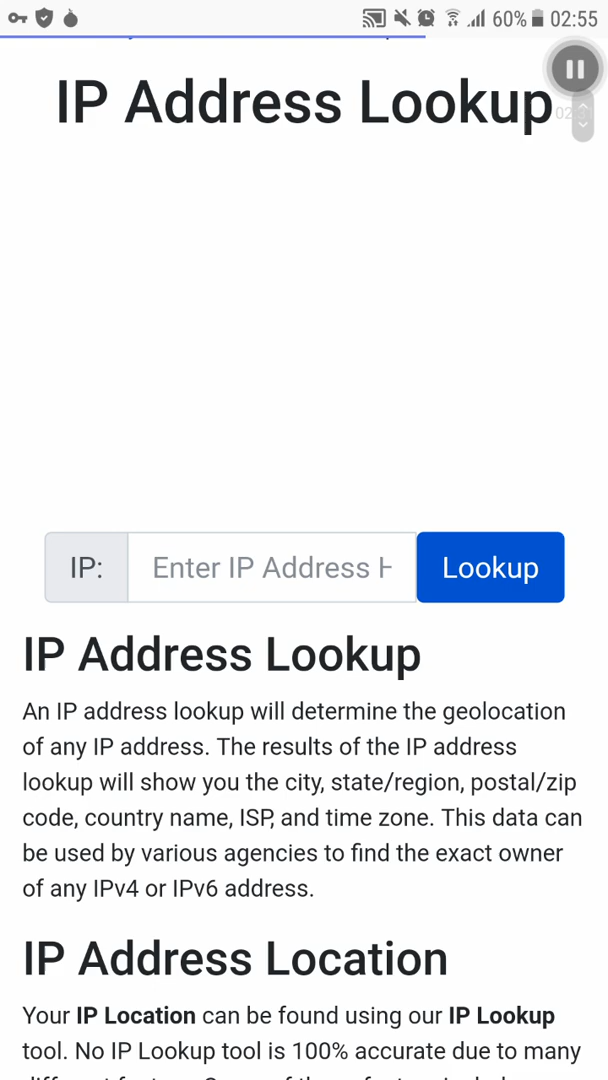 60% 02:55
IP Address Lookup
IP: Enter IP Address H Lookup
IP Address Lookup
An IP address lookup will determine the geolocation
of any IP address. The results of the IP address
lookup will show you the city, state/region, postal/zip
code, country name, ISP, and time zone. This data can
be used by various agencies to find the exact owner
of any IPv4 or IPv6 address.
IP Address Location
Your IP Location can be found using our IP Lookup
tool. No IP Lookup tool is 100% accurate due to many